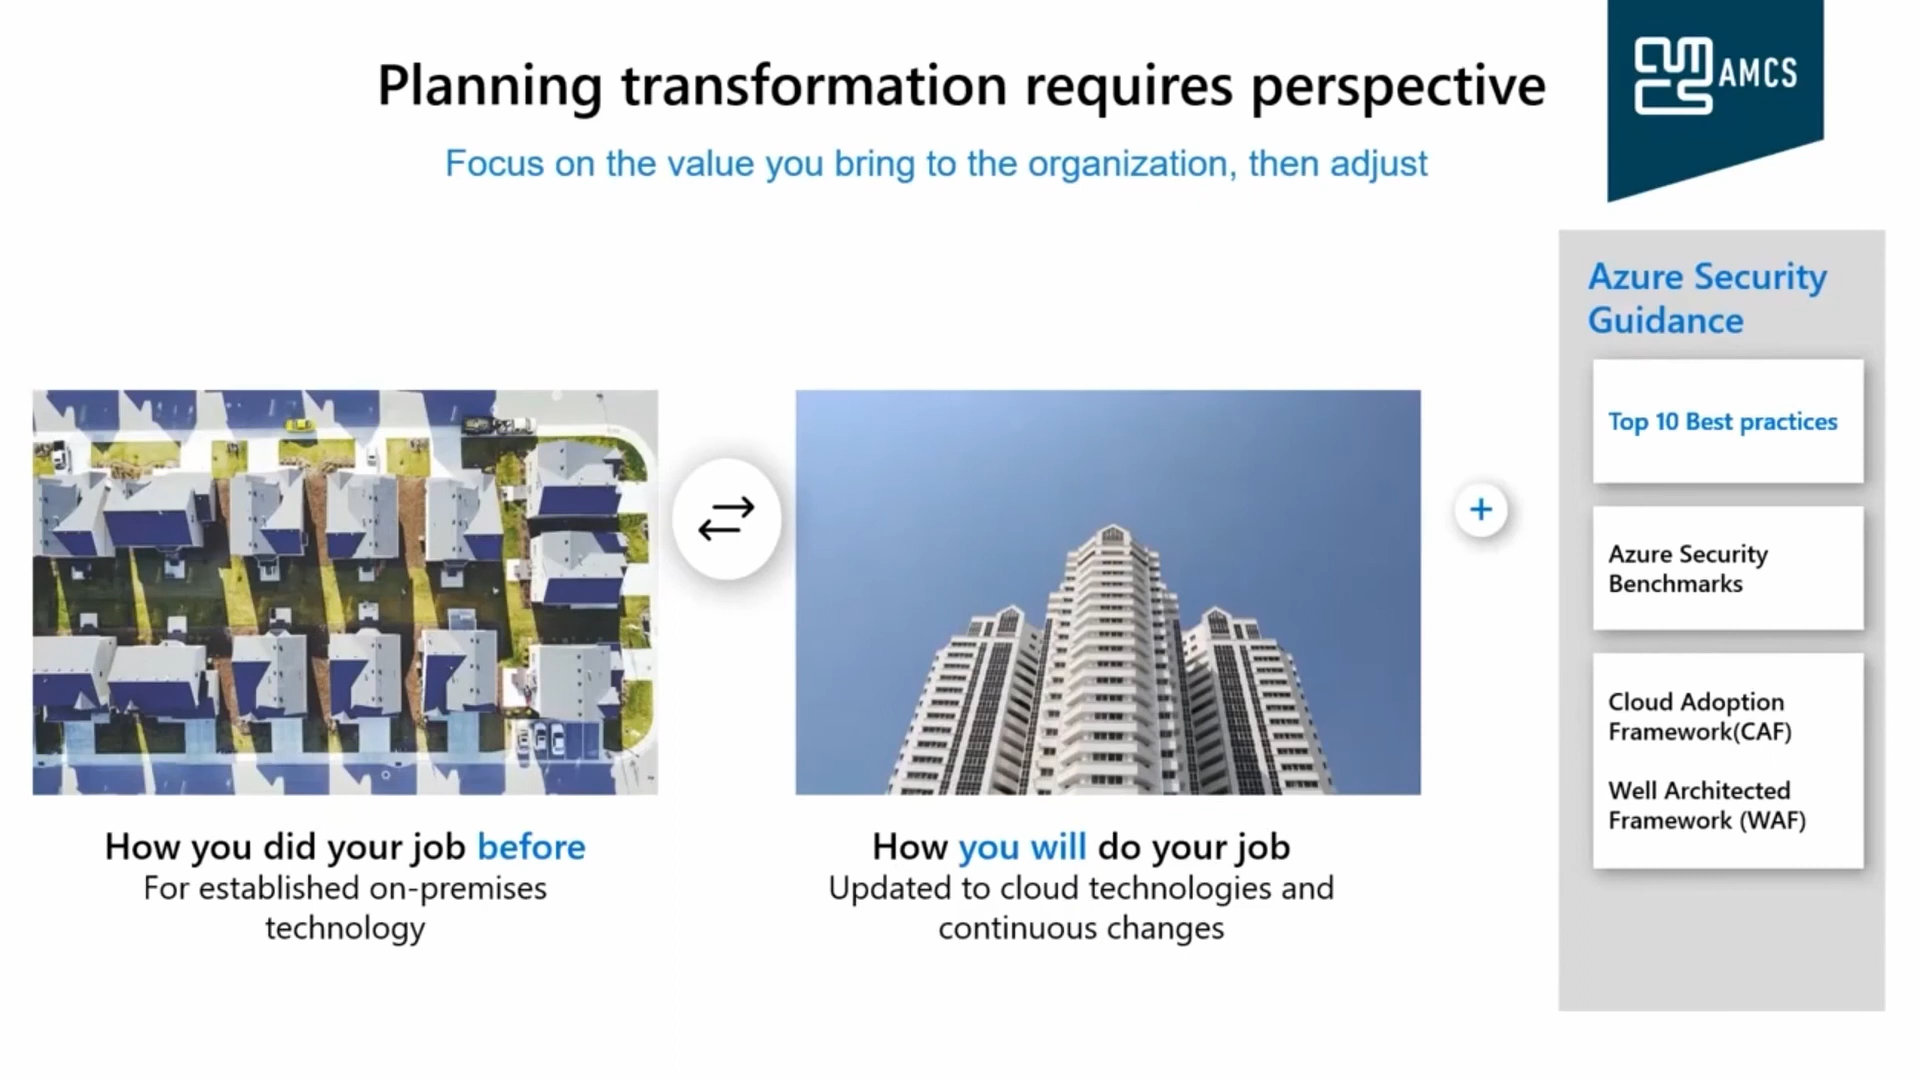 Planning transformation requires perspective
AMCS
Focus on the value you bring to the organization, then adjust
How you did your job before
For established on-premises
technology
How you will do your job
Updated to cloud technologies and
continuous changes
Azure Security
Guidance
Top 10 Best practices
Azure Security
Benchmarks
Cloud Adoption
Framework(CAF)
Well Architected
Framework (WAF)